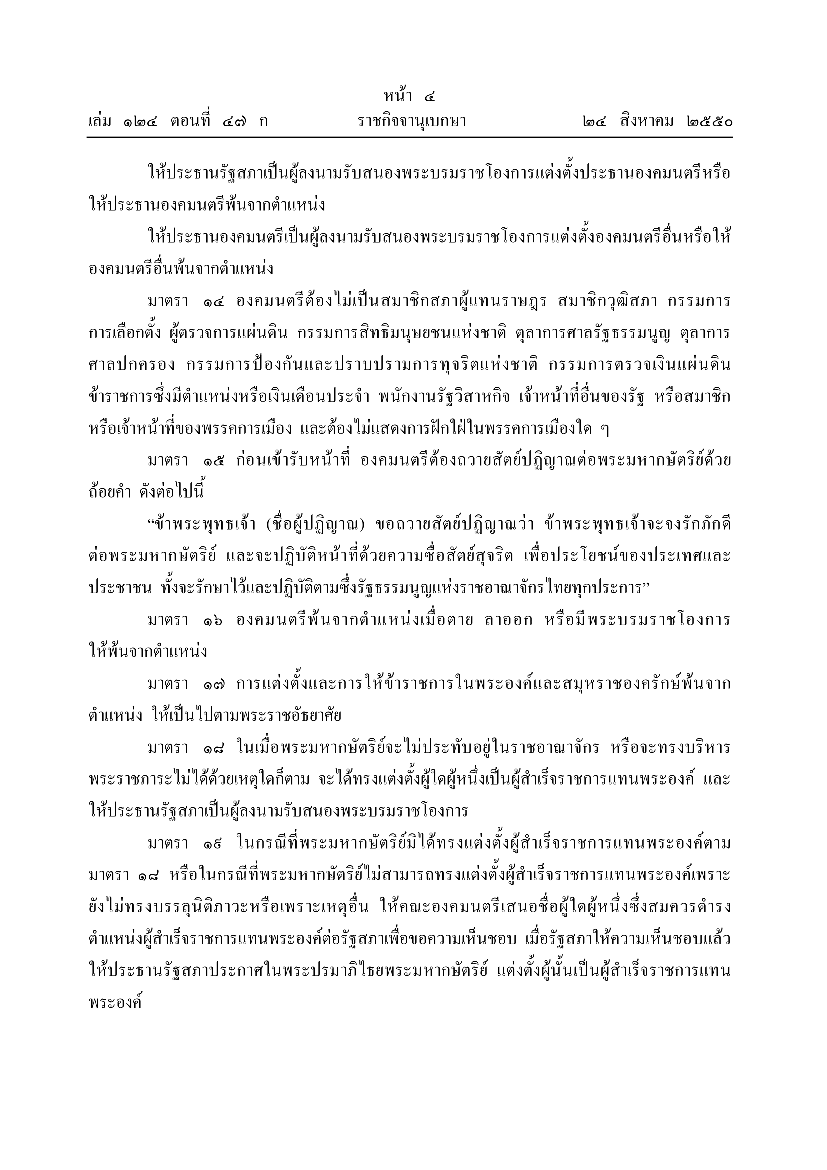 หน้า ๔
เล่ม ๑๒๔ ตอนที่ ๔๗ ก ราชกิจจานุเบกษา ๒๔ สิงหาคม ๒๕๕๐
ให้ประธานรัฐสภาเป็นผู้ลงนามรับสนองพระบรมราชโองการแต่งตั้งประธานองคมนตรีหรือ
ให้ประธานองคมนตรีพ้นจากตำแหน่ง
ให้ประธานองคมนตรีเป็นผู้ลงนามรับสนองพระบรมราชโองการแต่งตั้งองคมนตรีอื่นหรือให้
องคมนตรีอื่นพ้นจากตำแหน่ง
มาตรา ๑๔ องคมนตรีต้องไม่เป็นสมาชิกสภาผู้แทนราษฎร สมาชิกวุฒิสภา กรรมการ
การเลือกตั้ง ผู้ตรวจการแผ่นดิน กรรมการสิทธิมนุษยชนแห่งชาติ ตุลาการศาลรัฐธรรมนูญ ตุลาการ
ศาลปกครอง กรรมการป้องกันและปราบปรามการทุจริตแห่งชาติ กรรมการตรวจเงินแผ่นดิน
ข้าราชการซึ่งมีตำแหน่งหรือเงินเดือนประจำ พนักงานรัฐวิสาหกิจ เจ้าหน้าที่อื่นของรัฐ หรือสมาชิก
หรือเจ้าหน้าที่ของพรรคการเมือง และต้องไม่แสดงการฝักใฝ่ในพรรคการเมืองใด ๆ
มาตรา ๑๕ ก่อนเข้ารับหน้าที่ องคมนตรีต้องถวายสัตย์ปฏิญาณต่อพระมหากษัตริย์ด้วย
ถ้อยคำ ดังต่อไปนี้
“ข้าพระพุทธเจ้า (ชื่อผู้ปฏิญาณ) ขอถวายสัตย์ปฏิญาณว่า ข้าพระพุทธเจ้าจะจงรักภักดี
ต่อพระมหากษัตริย์ และจะปฏิบัติหน้าที่ด้วยความซื่อสัตย์สุจริต เพื่อประโยชน์ของประเทศและ
ประชาชน ทั้งจะรักษาไว้และปฏิบัติตามซึ่งรัฐธรรมนูญแห่งราชอาณาจักรไทยทุกประการ”
มาตรา ๑๖ องคมนตรีพ้นจากตำแหน่งเมื่อตาย ลาออก หรือมีพระบรมราชโองการ
ให้พ้นจากตำแหน่ง
มาตรา ๑๗ การแต่งตั้งและการให้ข้าราชการในพระองค์และสมุหราชองครักษ์พ้นจาก
ตำแหน่ง ให้เป็นไปตามพระราชอัธยาศัย
มาตรา ๑๘ ในเมื่อพระมหากษัตริย์จะไม่ประทับอยู่ในราชอาณาจักร หรือจะทรงบริหาร
พระราชภาระไม่ได้ด้วยเหตุใดก็ตาม จะได้ทรงแต่งตั้งผู้ใดผู้หนึ่งเป็นผู้สำเร็จราชการแทนพระองค์ และ
ให้ประธานรัฐสภาเป็นผู้ลงนามรับสนองพระบรมราชโองการ
มาตรา ๑๙ ในกรณีที่พระมหากษัตริย์มิได้ทรงแต่งตั้งผู้สำเร็จราชการแทนพระองค์ตาม
มาตรา ๑๘ หรือในกรณีที่พระมหากษัตริย์ไม่สามารถทรงแต่งตั้งผู้สำเร็จราชการแทนพระองค์เพราะ
ยังไม่ทรงบรรลุนิติภาวะหรือเพราะเหตุอื่น ให้คณะองคมนตรีเสนอชื่อผู้ใดผู้หนึ่งซึ่งสมควรดำรง
ตำแหน่งผู้สำเร็จราชการแทนพระองค์ต่อรัฐสภาเพื่อขอความเห็นชอบ เมื่อรัฐสภาให้ความเห็นชอบแล้ว
ให้ประธานรัฐสภาประกาศในพระปรมาภิไธยพระมหากษัตริย์ แต่งตั้งผู้นั้นเป็นผู้สำเร็จราชการแทน
พระองค์